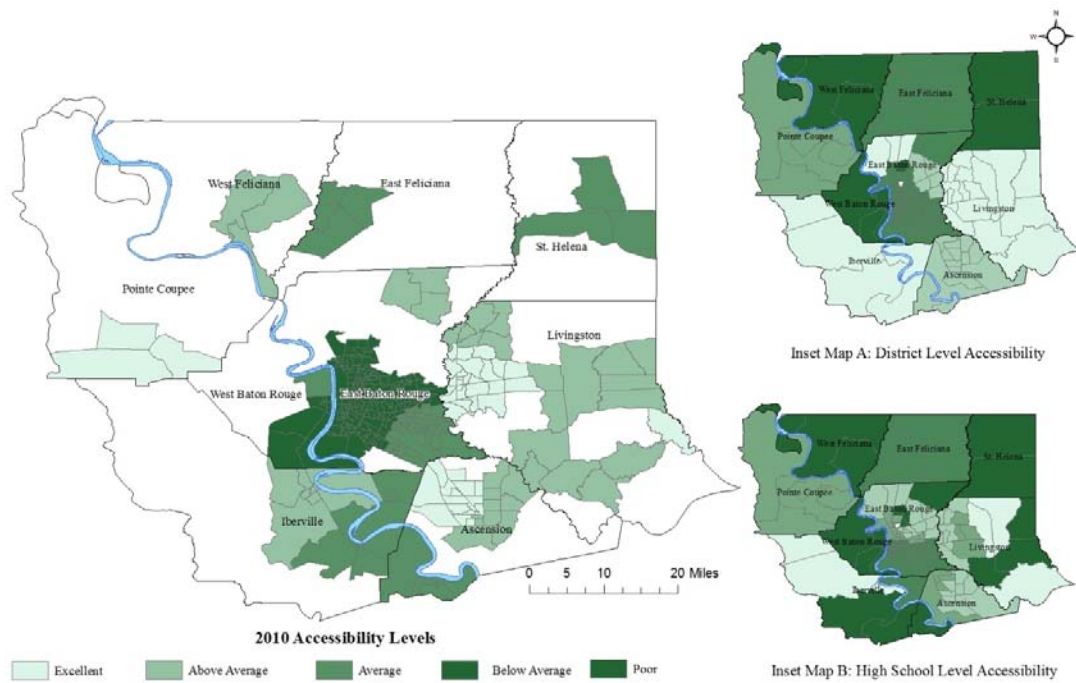 N
W
S
West Feliciana
East Feliciana
St. Helena
Pointe Coupee
Livingston
West Baton Rouge
East Baton Rouge
Iberville
Ascension
0 5 10 20 Miles
2010 Accessibility Levels
Excellent
Above Average
Average
Below Average
Poor
West Feliciana
East Feliciana
St. Helena
Pointe Coupee
East Baton Rouge
West Baton Rouge
Livingston
Iberville
Ascension
Inset Map A: District Level Accessibility
West Feliciana
East Feliciana
St. Helena
Pointe Coupee
East Baton Rouge
West Baton Rouge
Livingston
Iberville
Ascension
Inset Map B: High School Level Accessibility